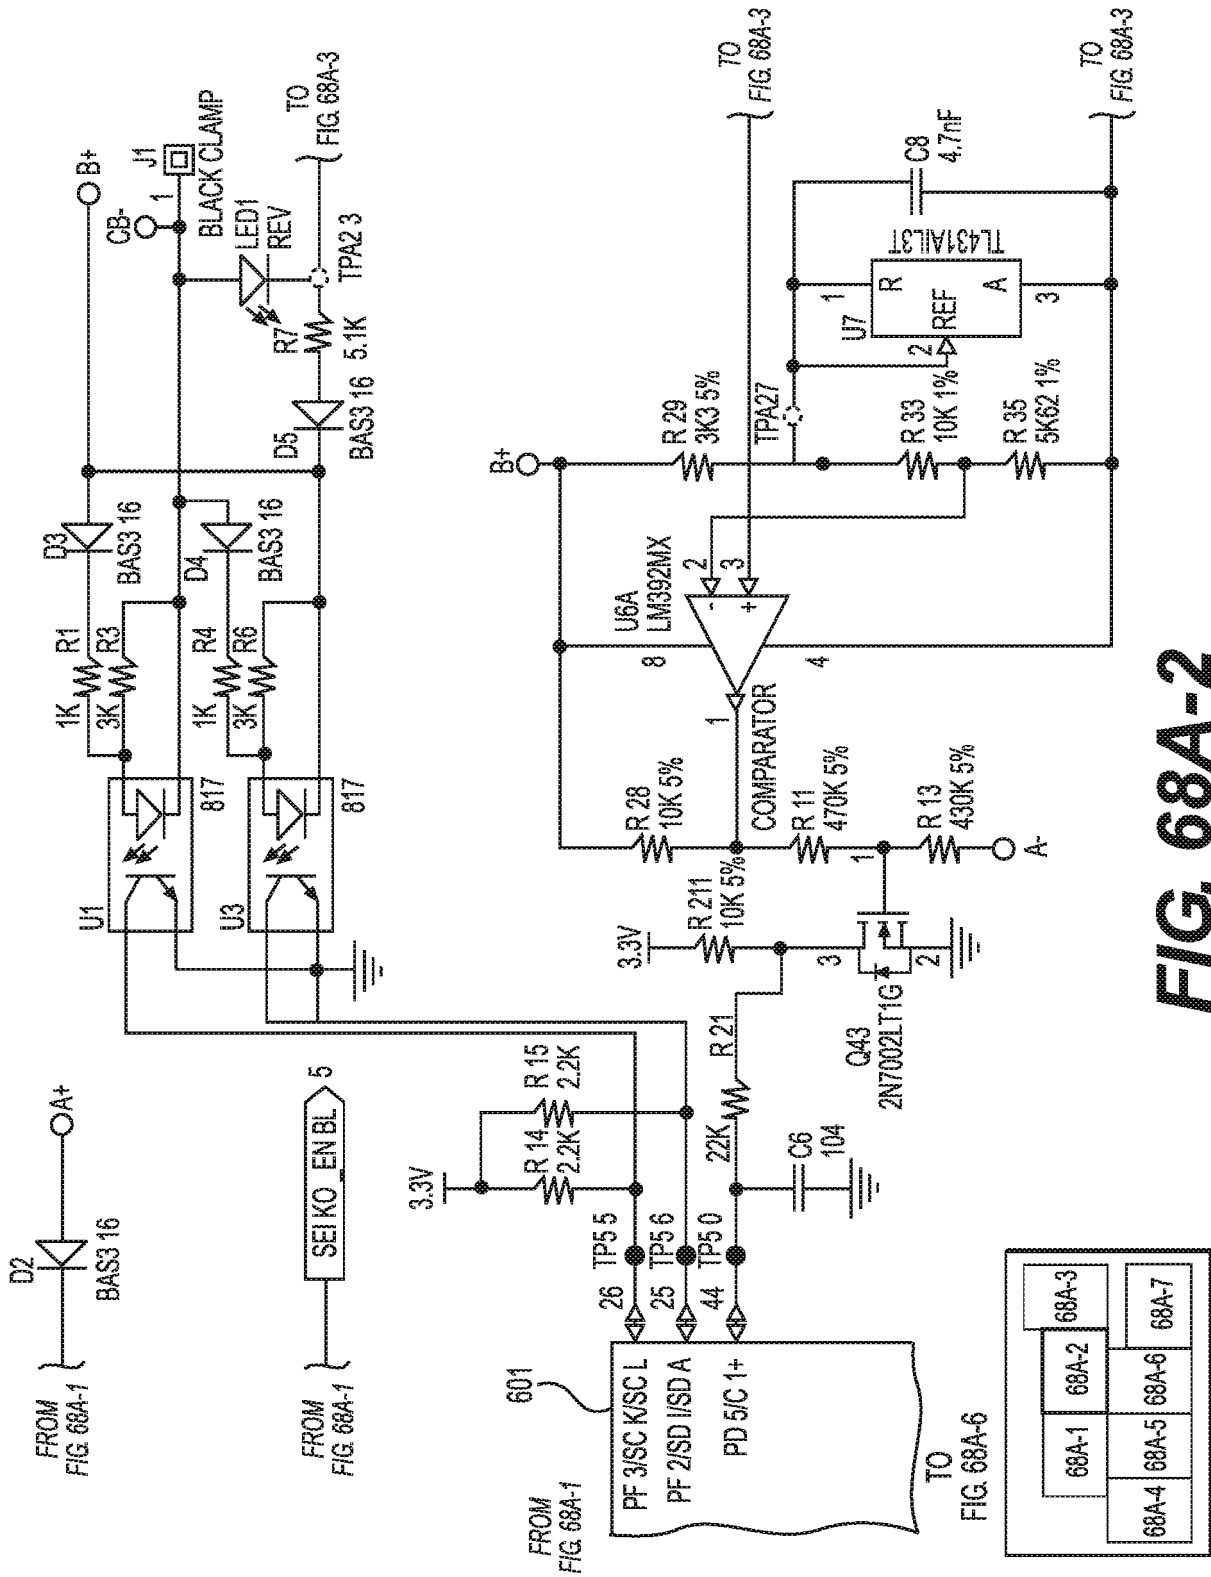 FROM
FIG. 68A-1
D2
BAS3 16
A+
FROM
FIG. 68A-1
SEI KO_EN BL
5
U1
817
1K
R1
3K
R3
D3
BAS3 16
B+
CB-
J1
1
BLACK CLAMP
U3
817
1K
R4
3K
R6
D4
BAS3 16
LED1
REV
TO
FIG. 68A-3
D5
BAS3 16
R7
5.1K
TPA2 3
FROM
FIG. 68A-1
601
PF 3/SC K/SC L
PF 2/SD I/SD A
PD 5/C 1+
26
25
44
TP5 5
TP5 6
TP5 0
3.3V
R 14
2.2K
R 15
2.2K
22K
R 21
C6
104
TO
FIG. 68A-6
3.3V
R 211
10K 5%
Q43
2N7002LT1G
3
2
1
R 28
10K 5%
COMPARATOR
R 11
470K 5%
R 13
430K 5%
A-
1
8
4
U6A
LM392MX
-
+
2
3
B+
R 29
3K3 5%
TPA27
R 33
10K 1%
R 35
5K62 1%
U7
1
2
3
R
REF
A
TL431AIL3T
C8
4.7nF
TO
FIG. 68A-3
TO
FIG. 68A-3
68A-1
68A-2
68A-3
68A-4
68A-5
68A-6
68A-7
FIG. 68A-2